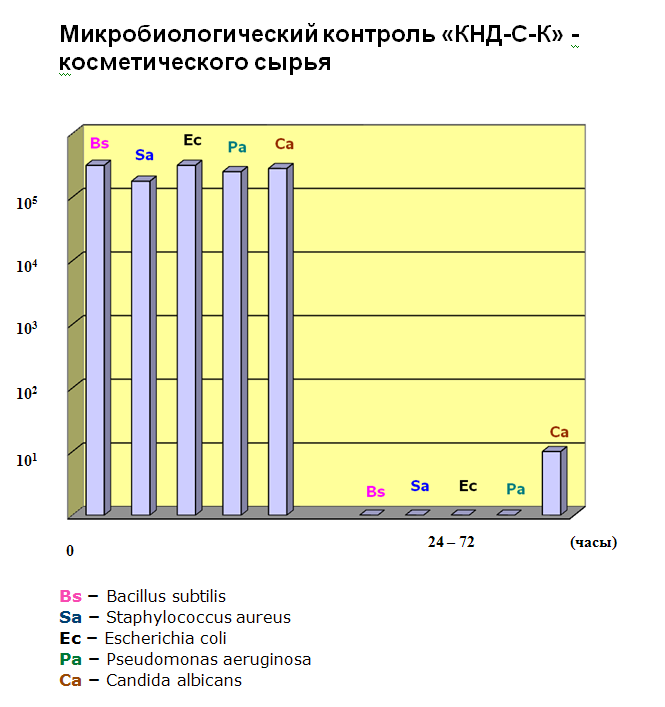 Микробиологический контроль «КНД-С-К» -
косметического сырья
Bs Sa Ec Pa Ca
10⁵
10⁴
10³
10²
10¹
Bs Sa Ec Pa Ca
0 24 – 72 (часы)
Bs – Bacillus subtilis
Sa – Staphylococcus aureus
Ec – Escherichia coli
Pa – Pseudomonas aeruginosa
Ca – Candida albicans